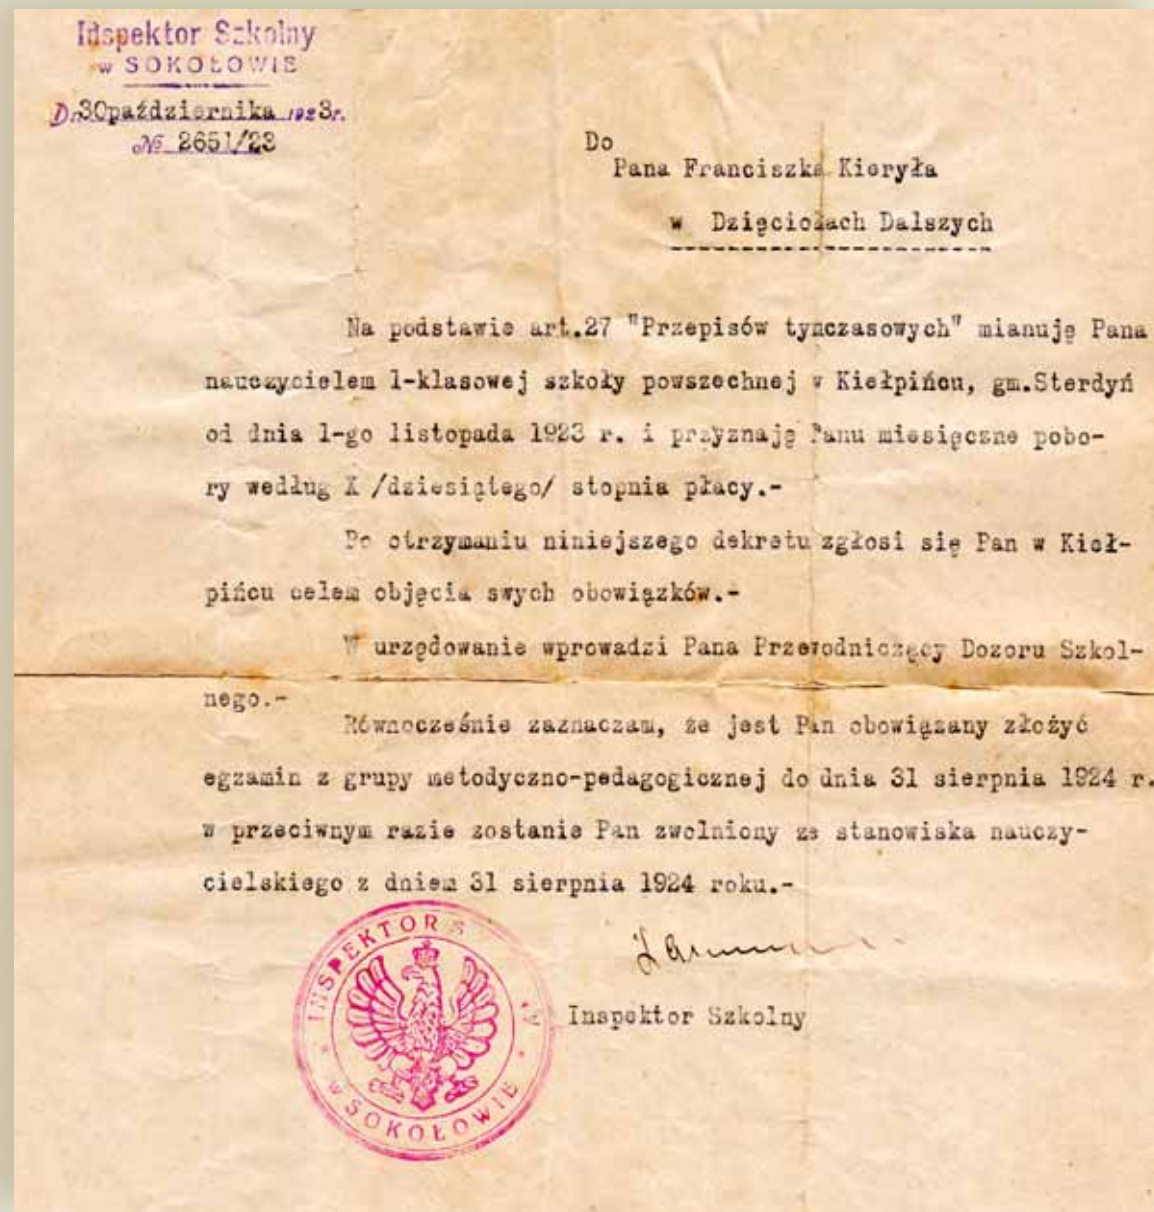 Inspektor Szkolny
w SOKOŁOWIE
D. 30 października 1923r.
№ 2651/23
Do
Pana Franciszka Kieryła
w Dzięciołach Dalszych
Na podstawie art.27 "Przepisów tymczasowych" mianuję Pana
nauczycielem 1-klasowej szkoły powszechnej w Kiełpińcu, gm.Sterdyń
od dnia 1-go listopada 1923 r. i przyznaję Panu miesięczne pobo-
ry według X /dziesiątego/ stopnia płacy.-
Po otrzymaniu niniejszego dekretu zgłosi się Pan w Kieł-
pińcu celem objęcia swych obowiązków.-
W urzędowanie wprowadzi Pana Przewodniczący Dozoru Szkol-
nego.-
Równocześnie zaznaczam, że jest Pan obowiązany złożyć
egzamin z grupy metodyczno-pedagogicznej do dnia 31 sierpnia 1924 r.
w przeciwnym razie zostanie Pan zwolniony ze stanowiska nauczy-
cielskiego z dniem 31 sierpnia 1924 roku.-
Inspektor Szkolny
INSPEKTOR S
NY
w SOKOŁOWIE